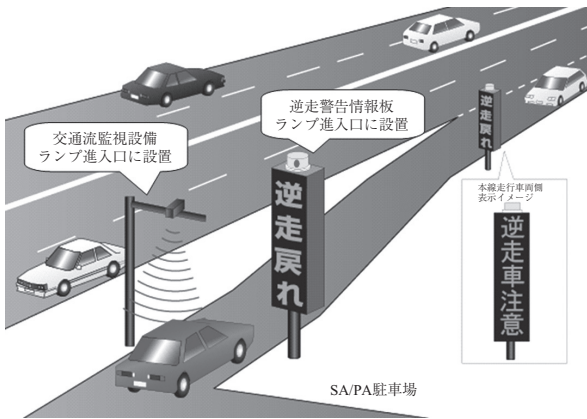 交通流監視設備
ランプ進入口に設置
逆走警告情報板
ランプ進入口に設置
逆走戻れ
逆走戻れ
本線走行車両側
表示イメージ
逆走車注意
SA/PA駐車場